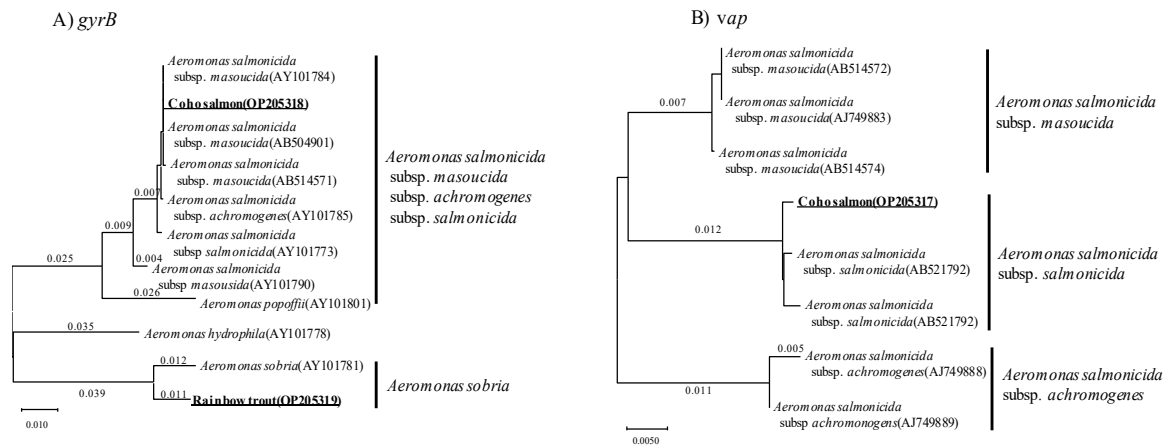 A) gyrB
Aeromonas salmonicida
subsp. masoucida(AY101784)
Coho salmon(OP205318)
Aeromonas salmonicida
subsp. masoucida(AB504901)
Aeromonas salmonicida
subsp. masoucida(AB514571)
0.007
Aeromonas salmonicida
subsp. achromogenes(AY101785)
0.009
Aeromonas salmonicida
subsp salmonicida(AY101773)
0.025
0.004
Aeromonas salmonicida
subsp masousida(AY101790)
0.026
Aeromonas popoffii(AY101801)
0.035
Aeromonas hydrophila(AY101778)
0.012
Aeromonas sobria(AY101781)
0.039
0.011
Rainbow trout(OP205319)
0.010
Aeromonas salmonicida
subsp. masoucida
subsp. achromogenes
subsp. salmonicida
Aeromonas sobria
B) vap
Aeromonas salmonicida
subsp. masoucida(AB514572)
0.007
Aeromonas salmonicida
subsp. masoucida(AJ749883)
Aeromonas salmonicida
subsp. masoucida(AB514574)
Coho salmon(OP205317)
0.012
Aeromonas salmonicida
subsp. salmonicida(AB521792)
Aeromonas salmonicida
subsp. salmonicida(AB521792)
0.005
Aeromonas salmonicida
subsp. achromogenes(AJ749888)
0.011
Aeromonas salmonicida
subsp achromonogens(AJ749889)
0.0050
Aeromonas salmonicida
subsp. masoucida
Aeromonas salmonicida
subsp. salmonicida
Aeromonas salmonicida
subsp. achromogenes